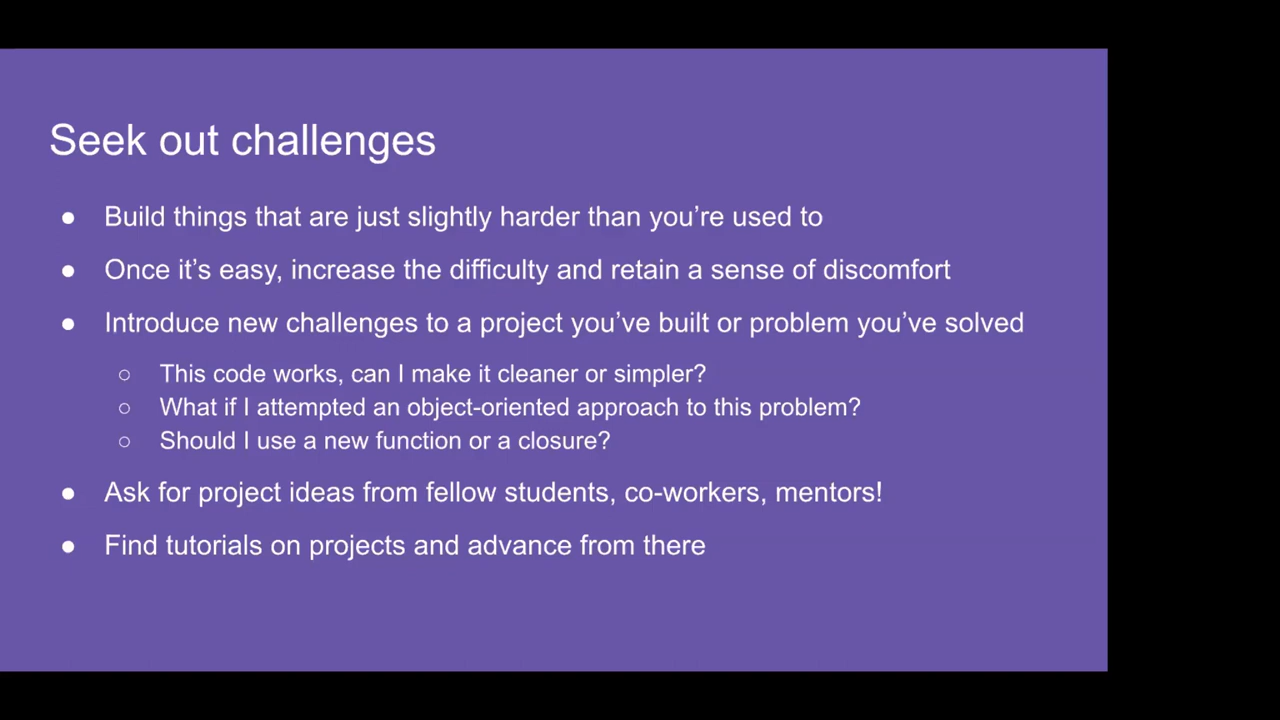 Seek out challenges
● Build things that are just slightly harder than you’re used to
● Once it’s easy, increase the difficulty and retain a sense of discomfort
● Introduce new challenges to a project you’ve built or problem you’ve solved
○ This code works, can I make it cleaner or simpler?
○ What if I attempted an object-oriented approach to this problem?
○ Should I use a new function or a closure?
● Ask for project ideas from fellow students, co-workers, mentors!
● Find tutorials on projects and advance from there